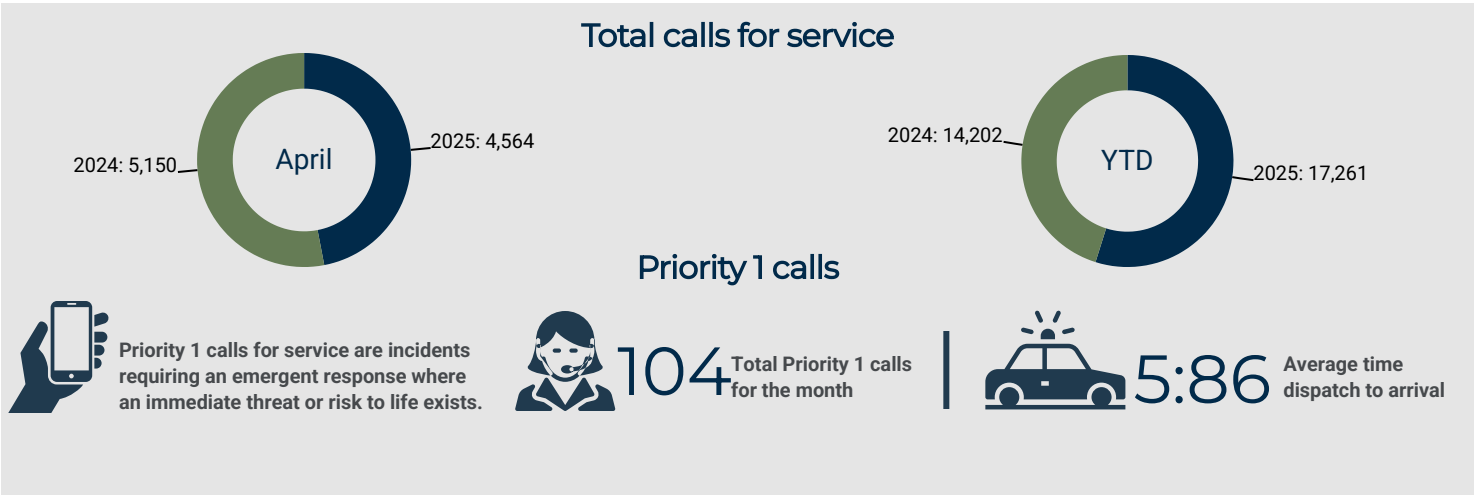 Total calls for service
2024: 5,150
April
2025: 4,564
2024: 14,202
YTD
2025: 17,261
Priority 1 calls
Priority 1 calls for service are incidents
requiring an emergent response where
an immediate threat or risk to life exists.
104
Total Priority 1 calls
for the month
5:86
Average time
dispatch to arrival